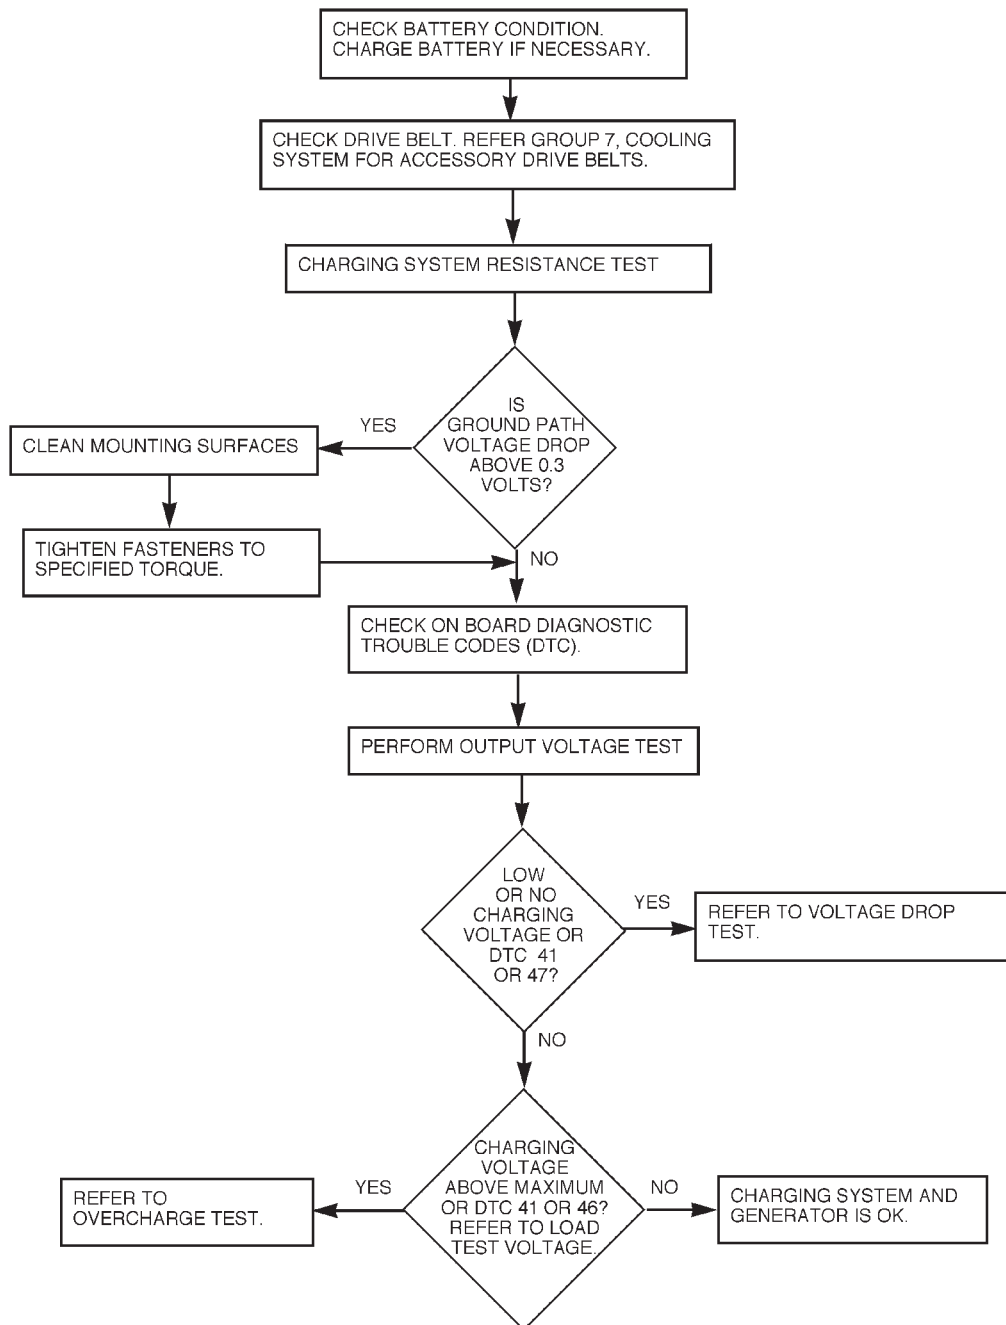 CHECK BATTERY CONDITION.
CHARGE BATTERY IF NECESSARY.
CHECK DRIVE BELT. REFER GROUP 7, COOLING
SYSTEM FOR ACCESSORY DRIVE BELTS.
CHARGING SYSTEM RESISTANCE TEST
IS
GROUND PATH
VOLTAGE DROP
ABOVE 0.3
VOLTS?
YES
CLEAN MOUNTING SURFACES
TIGHTEN FASTENERS TO
SPECIFIED TORQUE.
NO
CHECK ON BOARD DIAGNOSTIC
TROUBLE CODES (DTC).
PERFORM OUTPUT VOLTAGE TEST
LOW
OR NO
CHARGING
VOLTAGE OR
DTC 41
OR 47?
YES
REFER TO VOLTAGE DROP
TEST.
NO
CHARGING
VOLTAGE
ABOVE MAXIMUM
OR DTC 41 OR 46?
REFER TO LOAD
TEST VOLTAGE.
YES
REFER TO
OVERCHARGE TEST.
NO
CHARGING SYSTEM AND
GENERATOR IS OK.